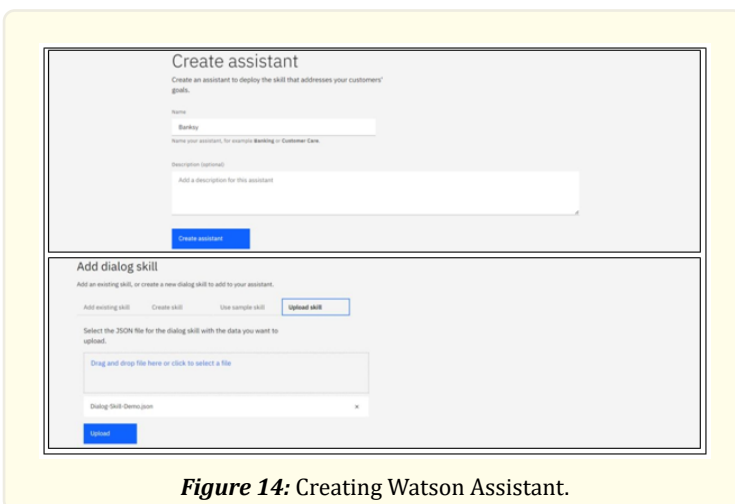 Create assistant
Create an assistant to deploy the skill that addresses your customers'
goals.
Name
Banksy
Name your assistant, for example Banking or Customer Care.
Description (optional)
Add a description for this assistant
Create assistant
Add dialog skill
Add an existing skill, or create a new dialog skill to add to your assistant.
Add existing skill Create skill Use sample skill Upload skill
Select the JSON file for the dialog skill with the data you want to
upload.
Drag and drop file here or click to select a file
Dialog-Skill-Demo.json ×
Upload
Figure 14: Creating Watson Assistant.